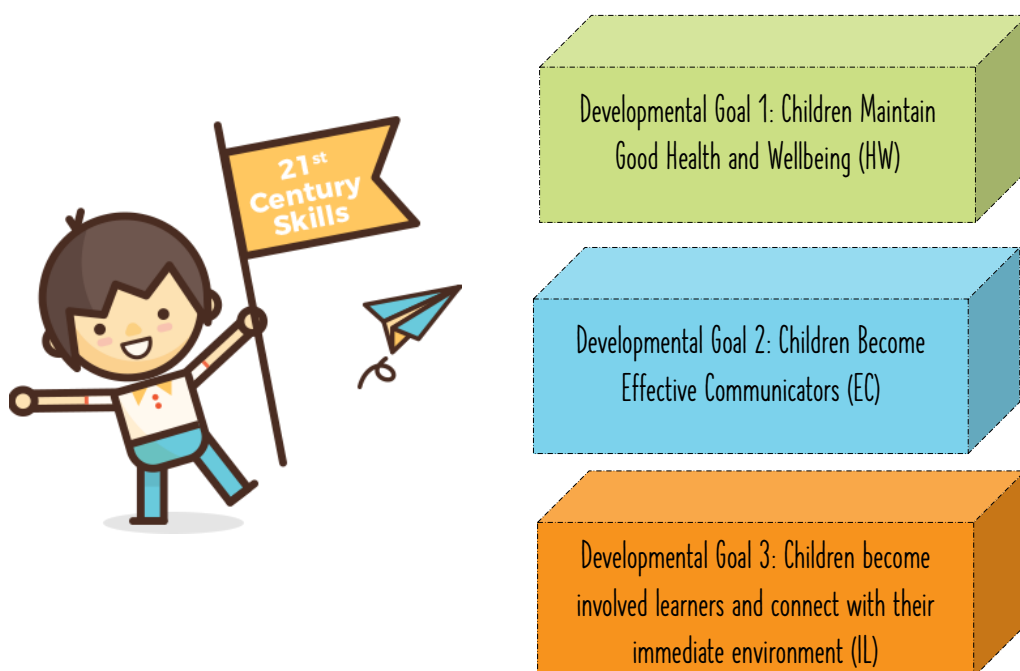 21st
Century
Skills
Developmental Goal 1: Children Maintain
Good Health and Wellbeing (HW)
Developmental Goal 2: Children Become
Effective Communicators (EC)
Developmental Goal 3: Children become
involved learners and connect with their
immediate environment (IL)